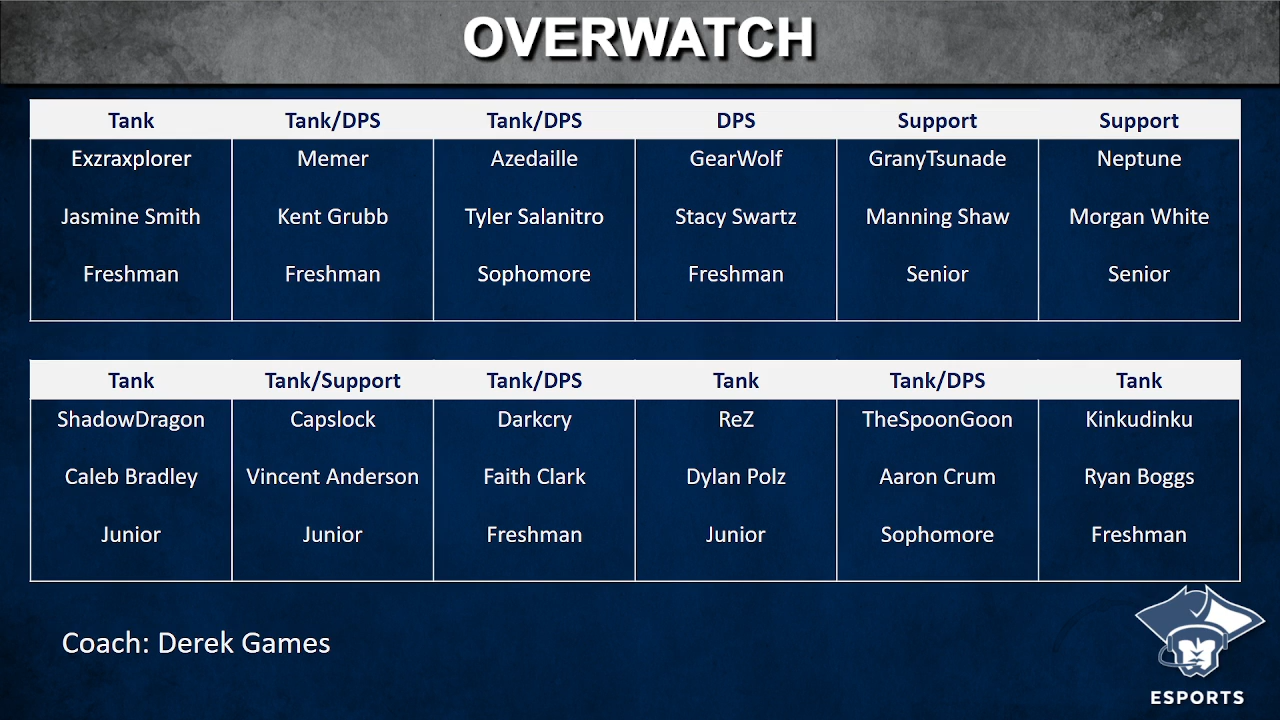 OVERWATCH
Tank Tank/DPS Tank/DPS DPS Support Support
Exzraxplorer Memer Azedaille GearWolf GranyTsunade Neptune
Jasmine Smith Kent Grubb Tyler Salanitro Stacy Swartz Manning Shaw Morgan White
Freshman Freshman Sophomore Freshman Senior Senior
Tank Tank/Support Tank/DPS Tank Tank/DPS Tank
ShadowDragon Capslock Darkcry ReZ TheSpoonGoon Kinkudinku
Caleb Bradley Vincent Anderson Faith Clark Dylan Polz Aaron Crum Ryan Boggs
Junior Junior Freshman Junior Sophomore Freshman
Coach: Derek Games
ESPORTS